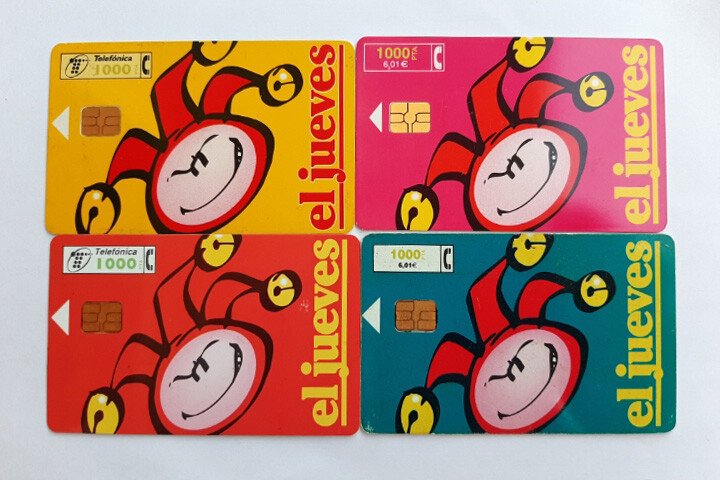 Telefónica
1000
el jueves
1000 PTA
6,01 €
el jueves
Telefónica
1000
el jueves
1000
6,01€
el jueves